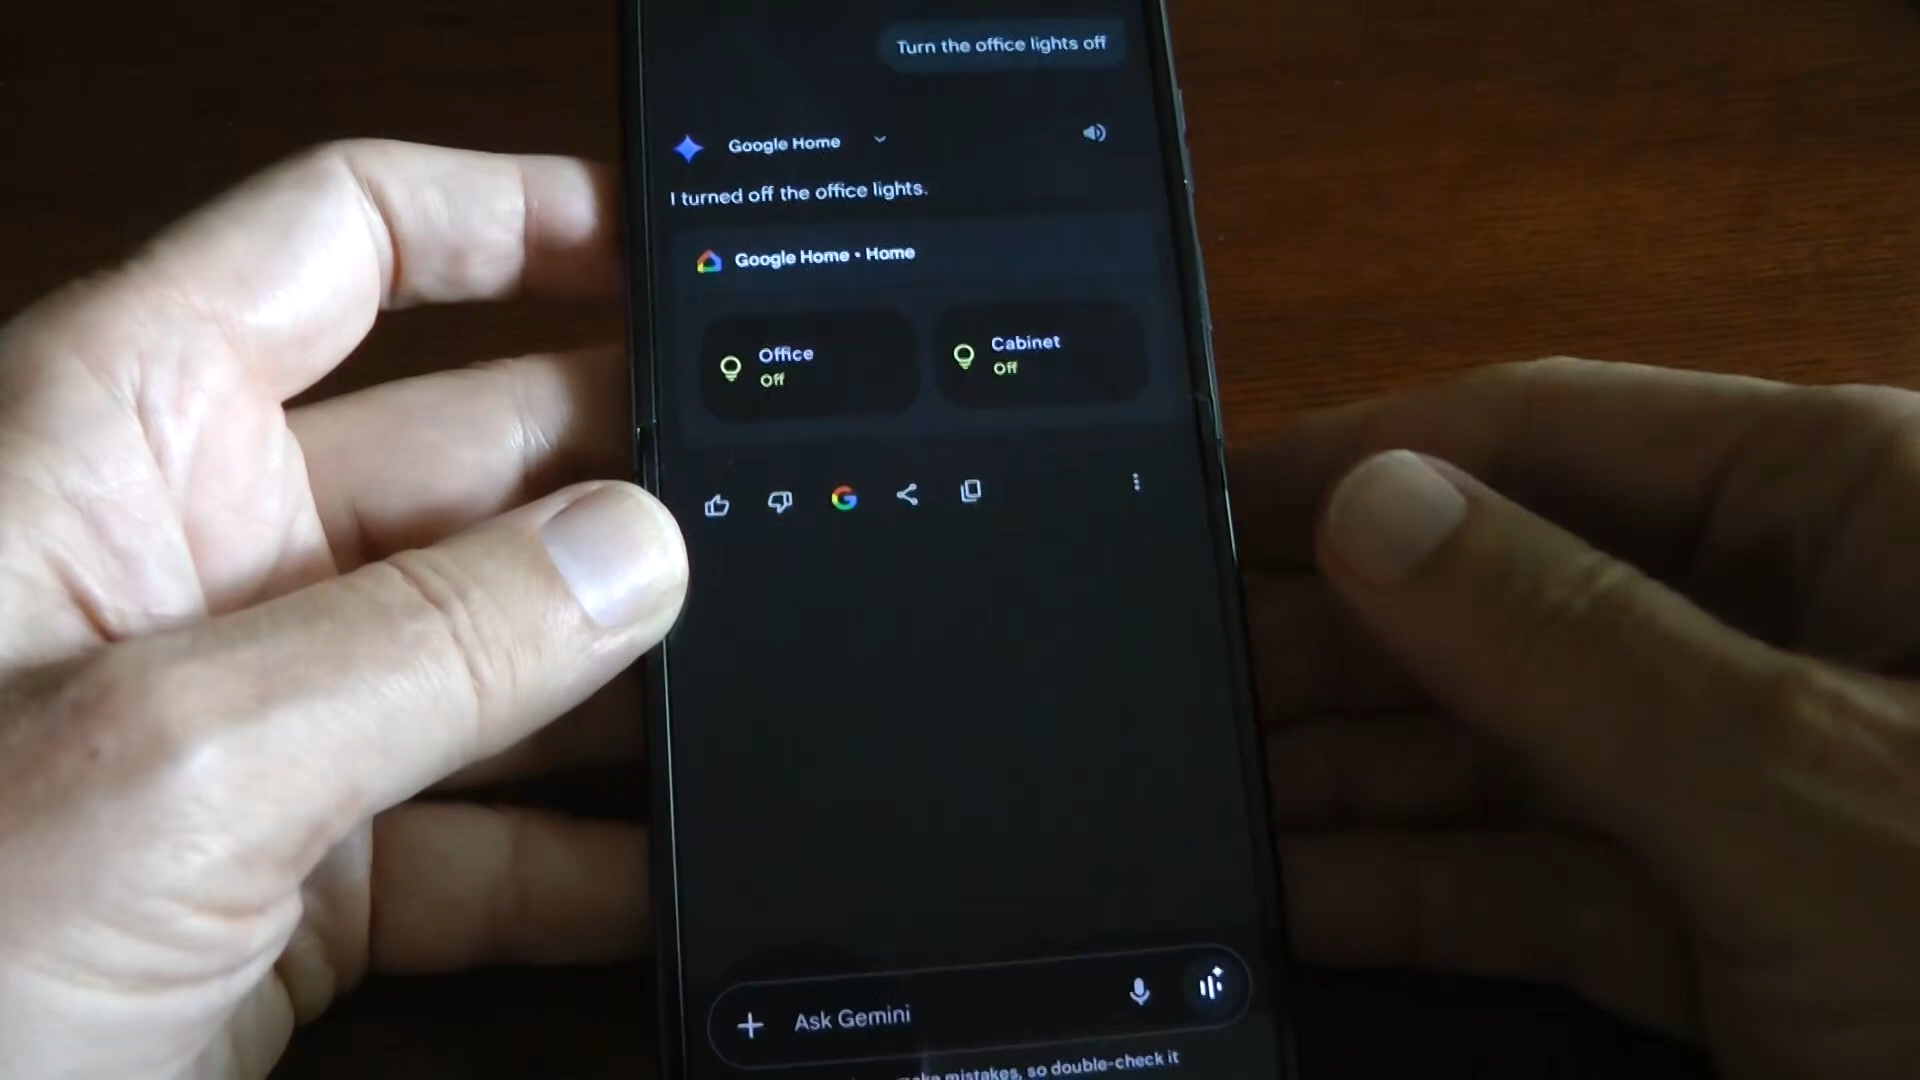 Turn the office lights off
Google Home
I turned off the office lights.
Google Home • Home
Office
Off
Cabinet
Off
Ask Gemini
mistakes, so double-check it